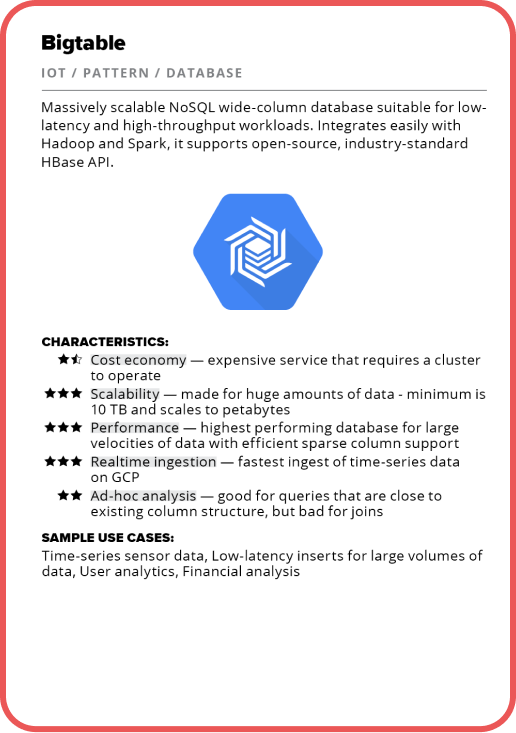 Bigtable
IOT / PATTERN / DATABASE
Massively scalable NoSQL wide-column database suitable for low-
latency and high-throughput workloads. Integrates easily with
Hadoop and Spark, it supports open-source, industry-standard
HBase API.
CHARACTERISTICS:
Cost economy — expensive service that requires a cluster
to operate
Scalability — made for huge amounts of data - minimum is
10 TB and scales to petabytes
Performance — highest performing database for large
velocities of data with efficient sparse column support
Realtime ingestion — fastest ingest of time-series data
on GCP
Ad-hoc analysis — good for queries that are close to
existing column structure, but bad for joins
SAMPLE USE CASES:
Time-series sensor data, Low-latency inserts for large volumes of
data, User analytics, Financial analysis